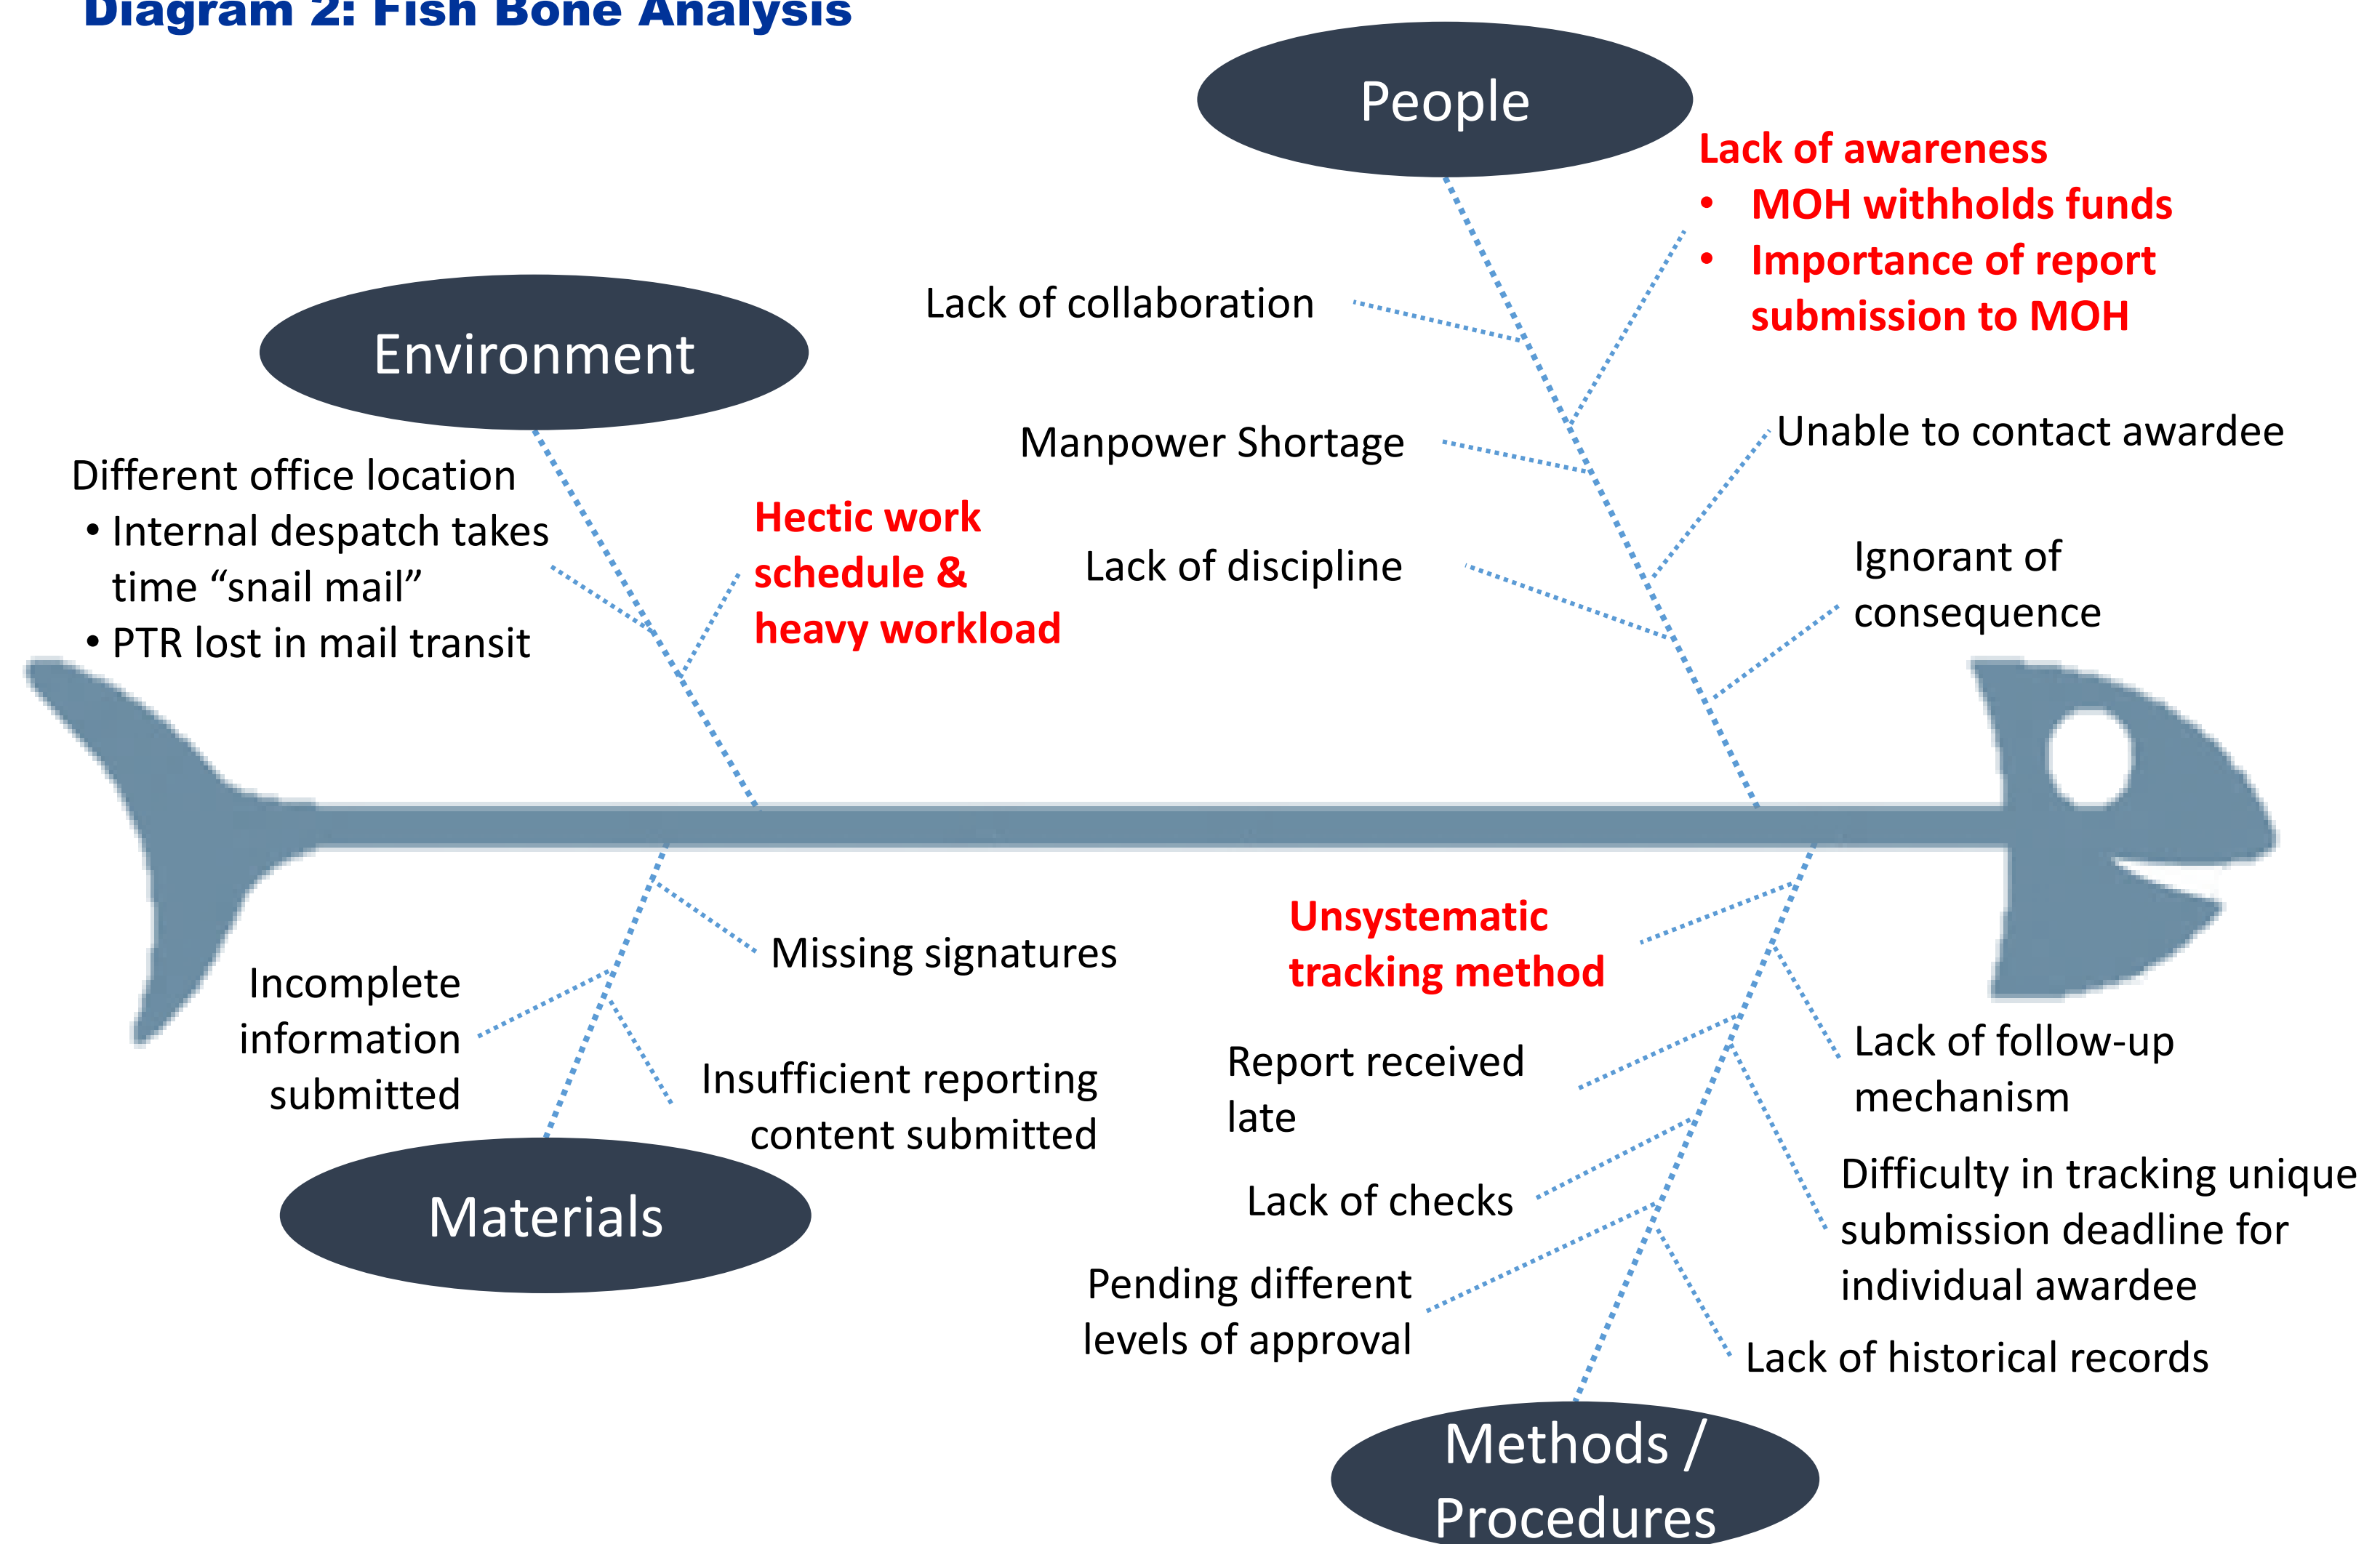 Diagram 2: Fish Bone Analysis
People
Lack of awareness
• MOH withholds funds
• Importance of report
submission to MOH
Lack of collaboration
Manpower Shortage
Lack of discipline
Unable to contact awardee
Ignorant of
consequence
Environment
Different office location
• Internal despatch takes
time “snail mail”
• PTR lost in mail transit
Hectic work
schedule &
heavy workload
Missing signatures
Incomplete
information
submitted
Insufficient reporting
content submitted
Materials
Unsystematic
tracking method
Report received
late
Lack of checks
Pending different
levels of approval
Lack of follow-up
mechanism
Difficulty in tracking unique
submission deadline for
individual awardee
Lack of historical records
Methods /
Procedures